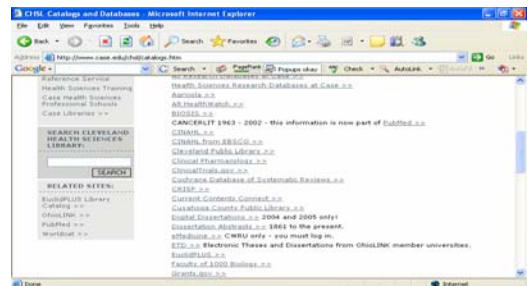 CHSL Catalogs and Databases - Microsoft Internet Explorer
File Edit View Favorites Tools Help
Back Search Favorites
Address http://www.case.edu/chsl/catalogs.htm Go Links
Google Search PageRank Popups okay Check AutoLink
Reference Service
Health Sciences Training
Case Health Sciences
Professional Schools
Case Libraries >>
SEARCH CLEVELAND
HEALTH SCIENCES
LIBRARY:
SEARCH
RELATED SITES:
EuclidPLUS Library
Catalog >>
OhioLINK >>
PubMed >>
WorldCat >>
Health Sciences Research Databases at Case >>
Agricola >>
Alt HealthWatch >>
BIOSIS >>
CANCERLIT 1963 - 2002 - this information is now part of PubMed >>
CINAHL >>
CINAHL from EBSCO >>
Cleveland Public Library >>
Clinical Pharmacology >>
ClinicalTrials.gov >>
Cochrane Database of Systematic Reviews >>
CRISP >>
Current Contents Connect >>
Cuyahoga County Public Library >>
Digital Dissertations >> 2004 and 2005 only!
Dissertation Abstracts >> 1861 to the present.
eMedicine >> CWRU only - you must log in.
ETD >> Electronic Theses and Dissertations from OhioLINK member universities.
EuclidPLUS >>
Faculty of 1000 Biology >>
Grants.gov >>
Done Internet